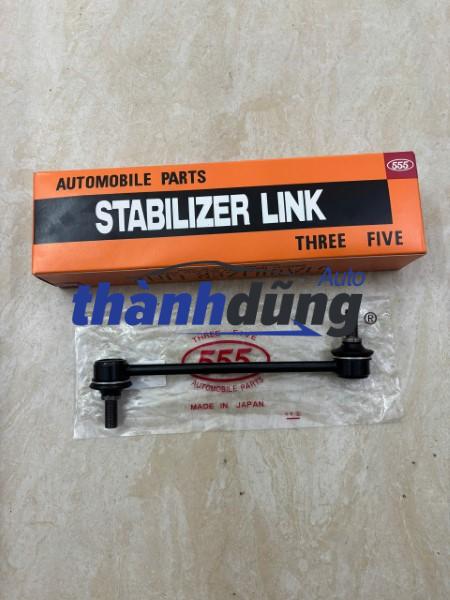 555
AUTOMOBILE PARTS
STABILIZER LINK
THREE FIVE
Auto
thànhdũng®
THREE FIVE
555
AUTOMOBILE PARTS
MADE IN JAPAN